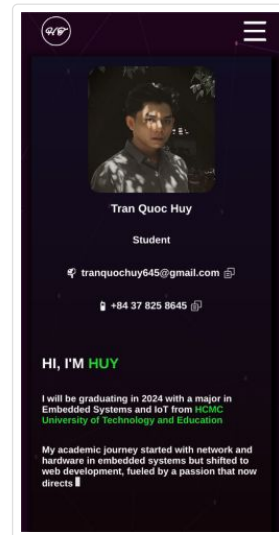 Tran Quoc Huy
Student
tranquochuy645@gmail.com
+84 37 825 8645
HI, I'M HUY
I will be graduating in 2024 with a major in
Embedded Systems and IoT from HCMC
University of Technology and Education
My academic journey started with network and
hardware in embedded systems but shifted to
web development, fueled by a passion that now
directs